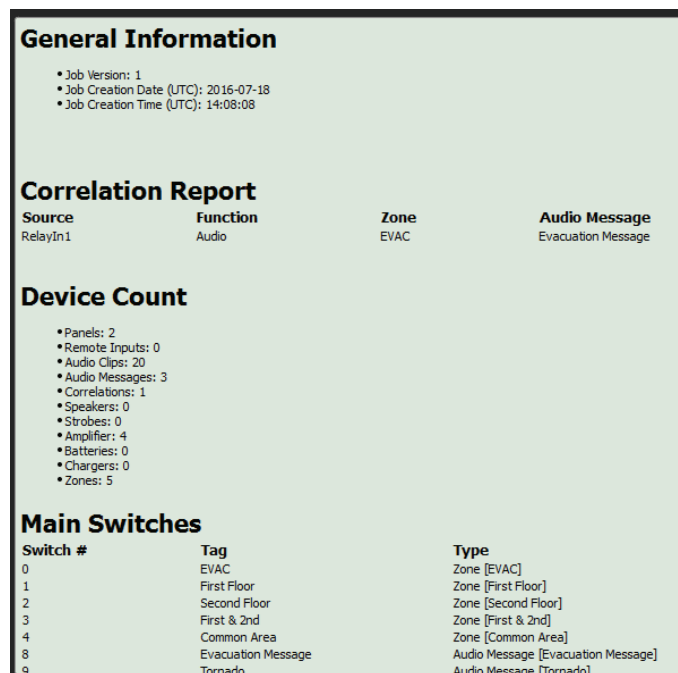 General Information
• Job Version: 1
• Job Creation Date (UTC): 2016-07-18
• Job Creation Time (UTC): 14:08:08
Correlation Report
Source Function Zone Audio Message
RelayIn1 Audio EVAC Evacuation Message
Device Count
• Panels: 2
• Remote Inputs: 0
• Audio Clips: 20
• Audio Messages: 3
• Correlations: 1
• Speakers: 0
• Strobes: 0
• Amplifier: 4
• Batteries: 0
• Chargers: 0
• Zones: 5
Main Switches
Switch # Tag Type
0 EVAC Zone [EVAC]
1 First Floor Zone [First Floor]
2 Second Floor Zone [Second Floor]
3 First & 2nd Zone [First & 2nd]
4 Common Area Zone [Common Area]
8 Evacuation Message Audio Message [Evacuation Message]
9 Tornado Audio Message [Tornado]